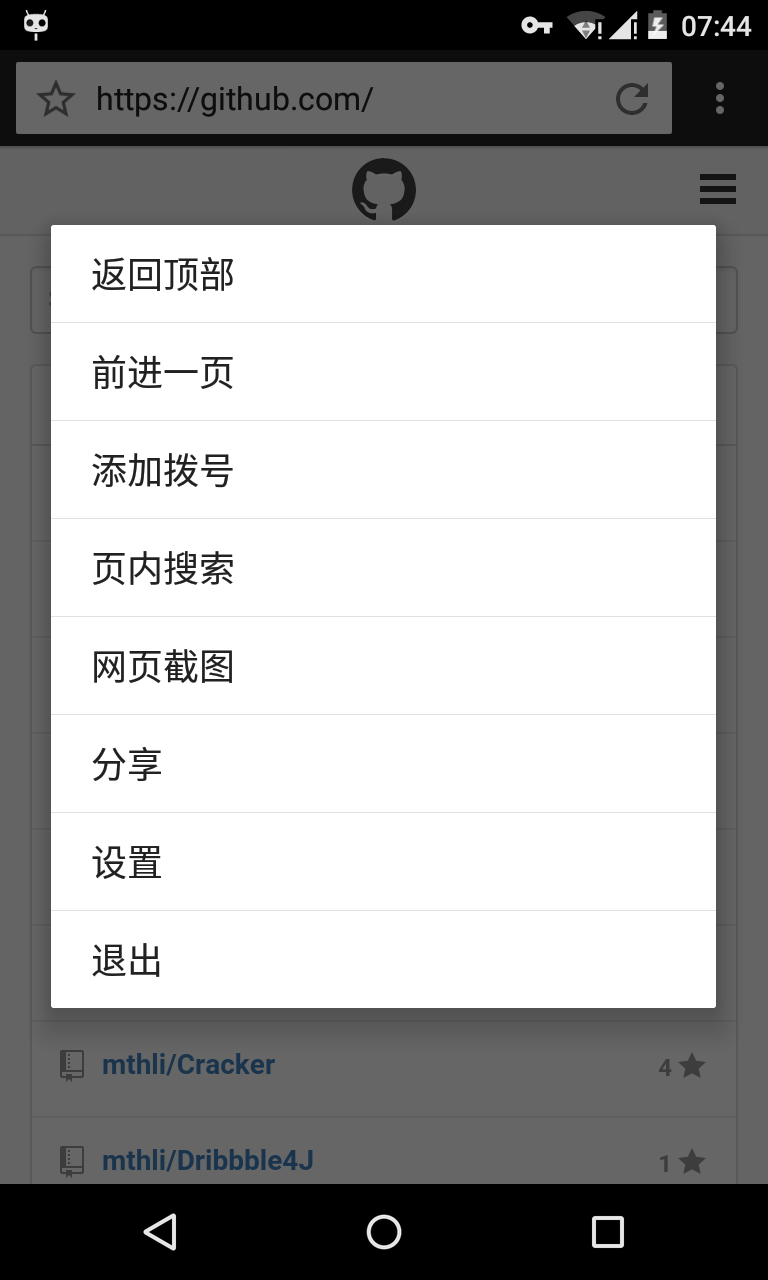 07:44
https://github.com/
返回顶部
前进一页
添加拨号
页内搜索
网页截图
分享
设置
退出
mthli/Cracker 4
mthli/Dribbble4J 1